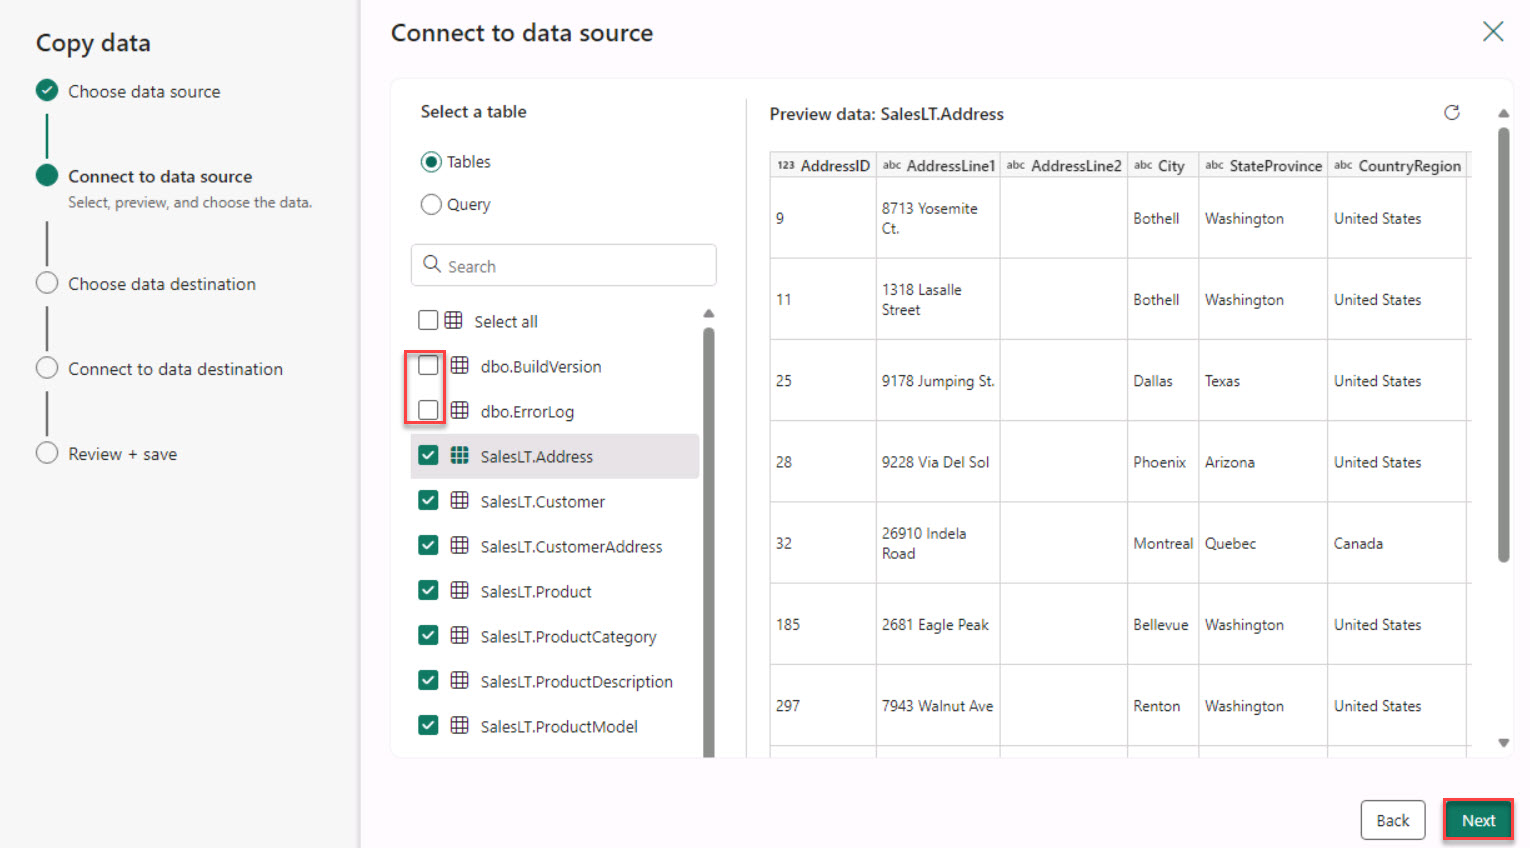 Copy data
Choose data source
Connect to data source
Select, preview, and choose the data.
Choose data destination
Connect to data destination
Review + save
Connect to data source
Select a table
Tables
Query
Search
Select all
dbo.BuildVersion
dbo.ErrorLog
SalesLT.Address
SalesLT.Customer
SalesLT.CustomerAddress
SalesLT.Product
SalesLT.ProductCategory
SalesLT.ProductDescription
SalesLT.ProductModel
Preview data: SalesLT.Address
123 AddressID abc AddressLine1 abc AddressLine2 abc City abc StateProvince abc CountryRegion
9 8713 Yosemite Ct. Bothell Washington United States
11 1318 Lasalle Street Bothell Washington United States
25 9178 Jumping St. Dallas Texas United States
28 9228 Via Del Sol Phoenix Arizona United States
32 26910 Indela Road Montreal Quebec Canada
185 2681 Eagle Peak Bellevue Washington United States
297 7943 Walnut Ave Renton Washington United States
Back Next